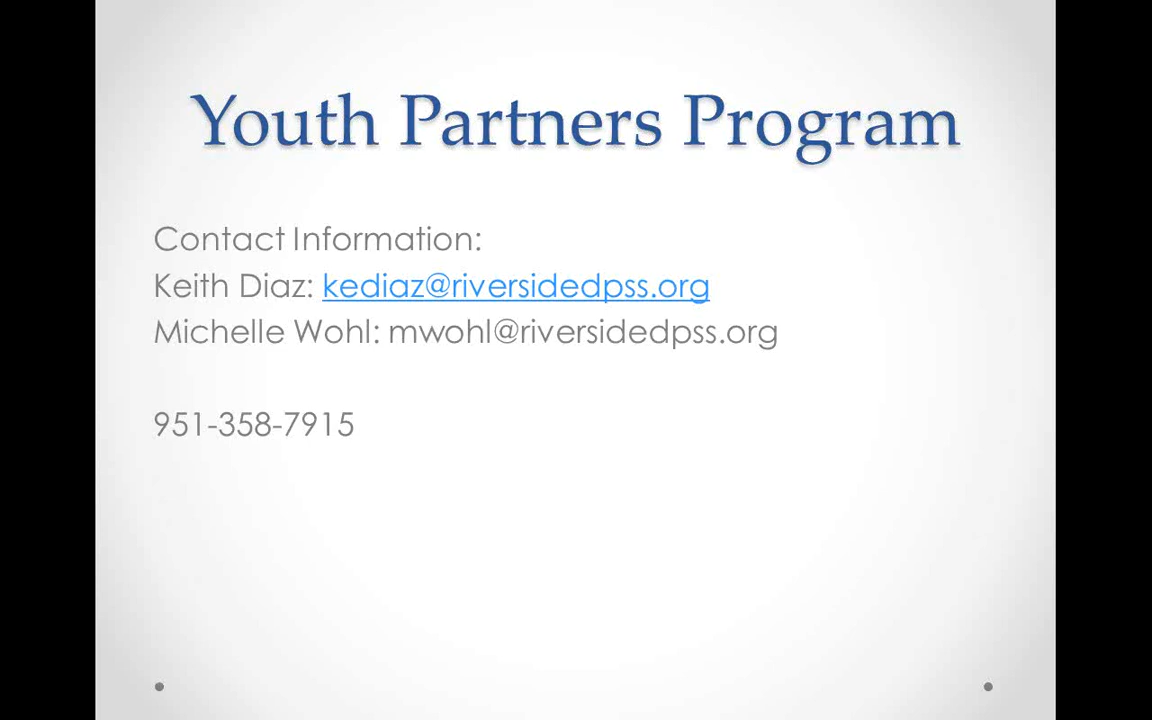 Youth Partners Program
Contact Information:
Keith Diaz: kediaz@riversidedpss.org
Michelle Wohl: mwohl@riversidedpss.org
951-358-7915